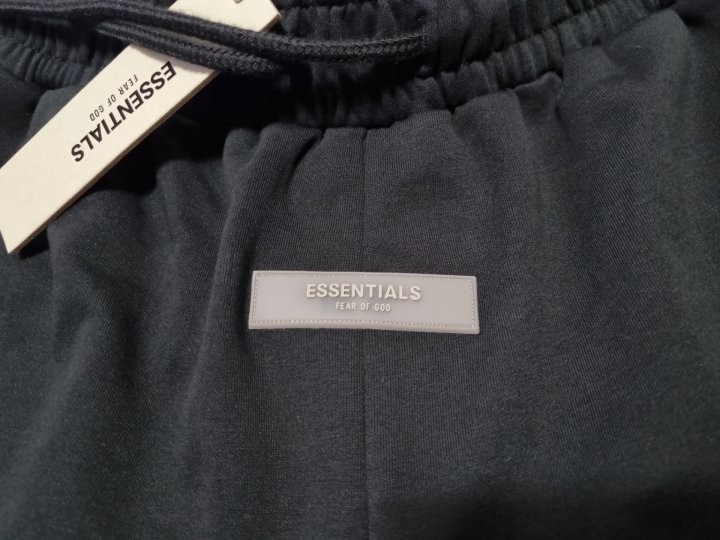 ESSENTIALS
FEAR OF GOD
ESSENTIALS
FEAR OF GOD